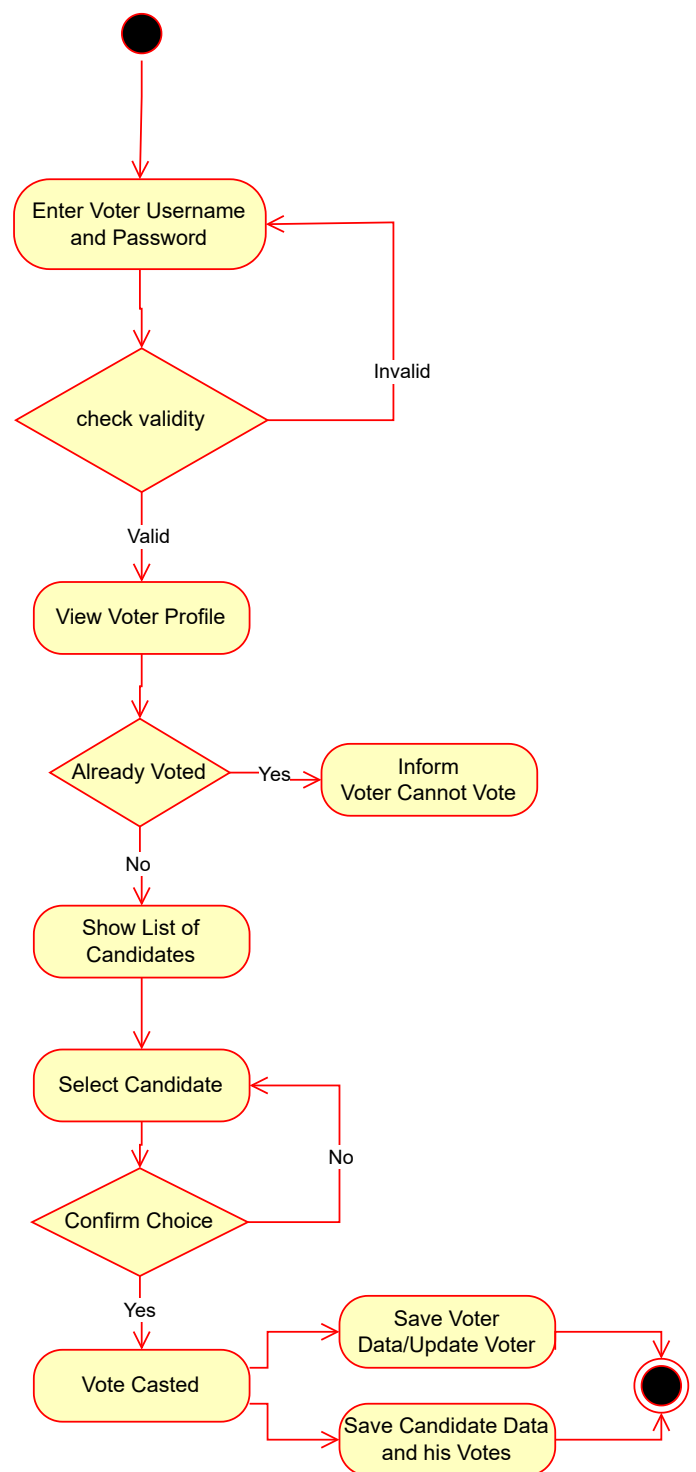 Enter Voter Username
and Password
Invalid
check validity
Valid
View Voter Profile
Already Voted
Yes
Inform
Voter Cannot Vote
No
Show List of
Candidates
Select Candidate
No
Confirm Choice
Yes
Save Voter
Data/Update Voter
Vote Casted
Save Candidate Data
and his Votes